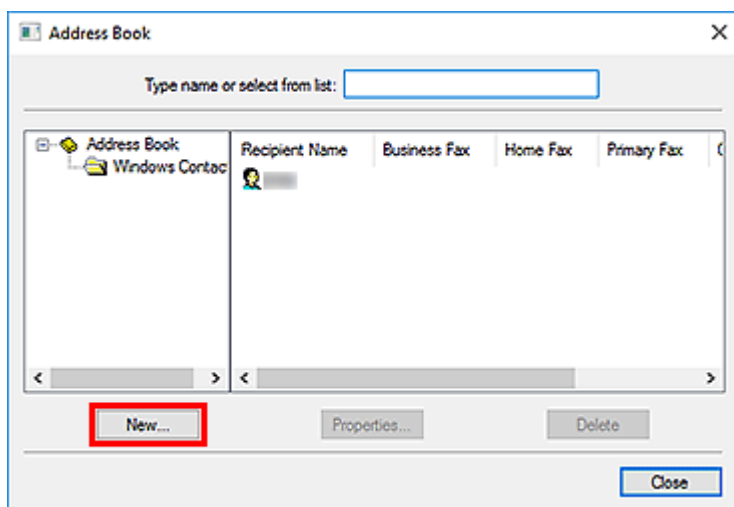 Address Book
Type name or select from list:
Address Book
Windows Contac
Recipient Name Business Fax Home Fax Primary Fax
New... Properties... Delete
Close